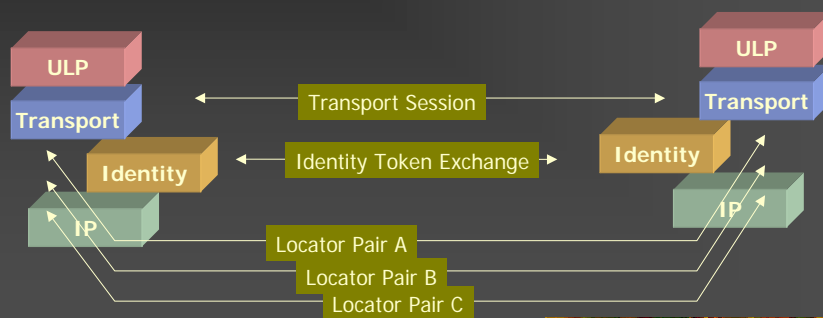 ULP
ULP
Transport
Transport Session
Transport
Identity
Identity Token Exchange
Identity
IP
IP
Locator Pair A
Locator Pair B
Locator Pair C